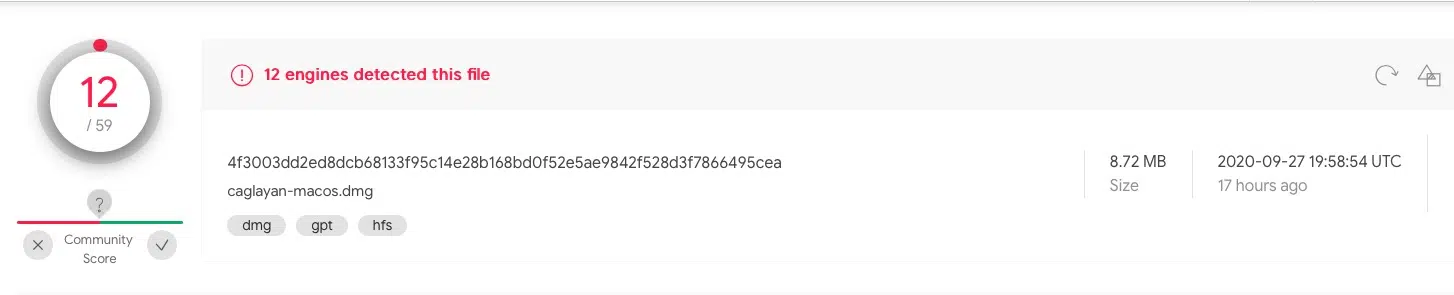 12
/ 59
?
Community
Score
12 engines detected this file
4f3003dd2ed8dcb68133f95c14e28b168bd0f52e5ae9842f528d3f7866495cea
caglayan-macos.dmg
dmg gpt hfs
8.72 MB
Size
2020-09-27 19:58:54 UTC
17 hours ago